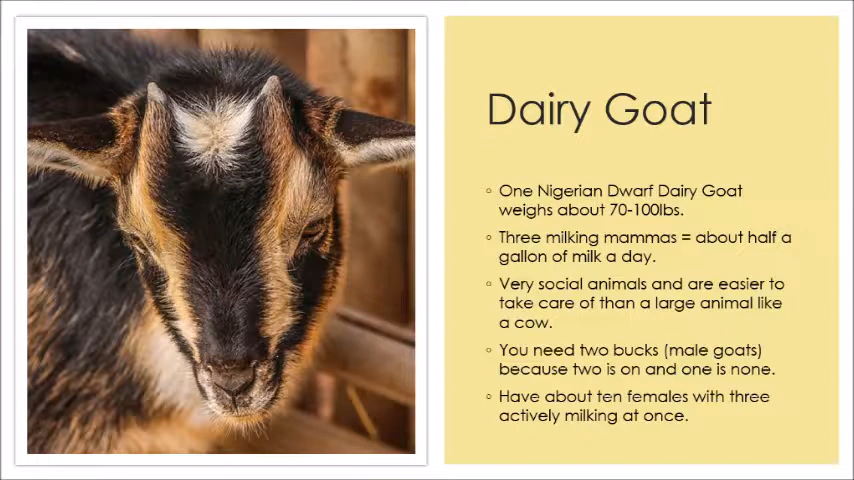 Dairy Goat
◦ One Nigerian Dwarf Dairy Goat
weighs about 70-100lbs.
◦ Three milking mammas = about half a
gallon of milk a day.
◦ Very social animals and are easier to
take care of than a large animal like
a cow.
◦ You need two bucks (male goats)
because two is on and one is none.
◦ Have about ten females with three
actively milking at once.